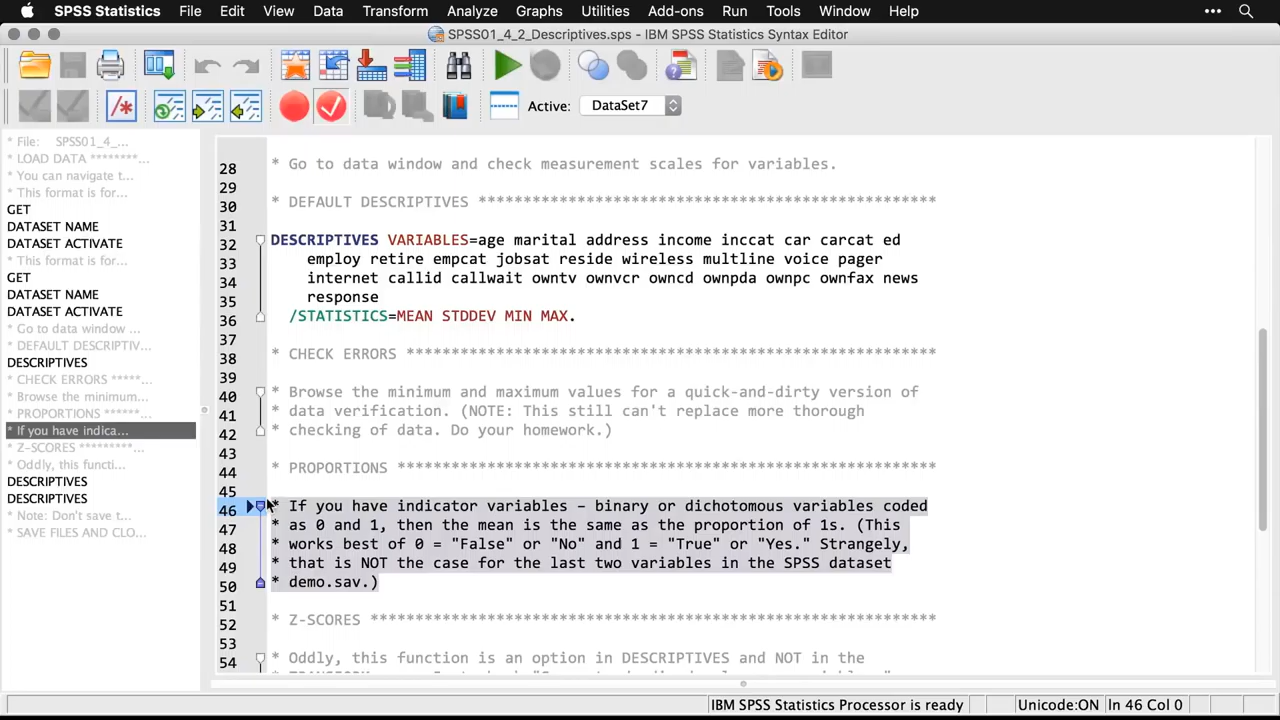 SPSS Statistics File Edit View Data Transform Analyze Graphs Utilities Add-ons Run Tools Window Help
SPSS01_4_2_Descriptives.sps - IBM SPSS Statistics Syntax Editor
Active: DataSet7
* File: SPSS01_4_...
* LOAD DATA ********...
* You can navigate t...
* This format is for...
GET
DATASET NAME
DATASET ACTIVATE
* This format is for...
GET
DATASET NAME
DATASET ACTIVATE
* Go to data window ...
* DEFAULT DESCRIPTIV...
DESCRIPTIVES
* CHECK ERRORS *****...
* Browse the minimum...
* PROPORTIONS ******...
* If you have indica...
* Z-SCORES *********...
* Oddly, this functi...
DESCRIPTIVES
DESCRIPTIVES
* Note: Don't save t...
* SAVE FILES AND CLO...
28 * Go to data window and check measurement scales for variables.
29
30 * DEFAULT DESCRIPTIVES ***************************************************
31
32 DESCRIPTIVES VARIABLES=age marital address income inccat car carcat ed
33 employ retire empcat jobsat reside wireless multline voice pager
34 internet callid callwait owntv ownvcr owncd ownpda ownpc ownfax news
35 response
36 /STATISTICS=MEAN STDDEV MIN MAX.
37
38 * CHECK ERRORS ***********************************************************
39
40 * Browse the minimum and maximum values for a quick-and-dirty version of
41 * data verification. (NOTE: This still can't replace more thorough
42 * checking of data. Do your homework.)
43
44 * PROPORTIONS ************************************************************
45
46 * If you have indicator variables – binary or dichotomous variables coded
47 * as 0 and 1, then the mean is the same as the proportion of 1s. (This
48 * works best of 0 = "False" or "No" and 1 = "True" or "Yes." Strangely,
49 * that is NOT the case for the last two variables in the SPSS dataset
50 * demo.sav.)
51
52 * Z-SCORES ***************************************************************
53
54 * Oddly, this function is an option in DESCRIPTIVES and NOT in the
IBM SPSS Statistics Processor is ready Unicode:ON In 46 Col 0